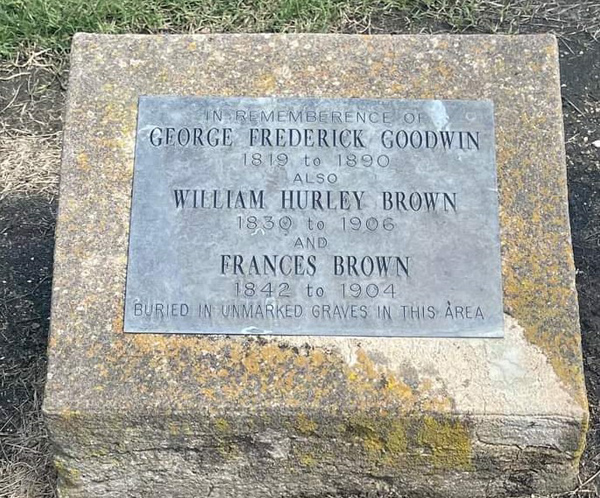 IN REMEMBERENCE OF
GEORGE FREDERICK GOODWIN
1819 to 1890
ALSO
WILLIAM HURLEY BROWN
1830 to 1906
AND
FRANCES BROWN
1842 to 1904
BURIED IN UNMARKED GRAVES IN THIS AREA